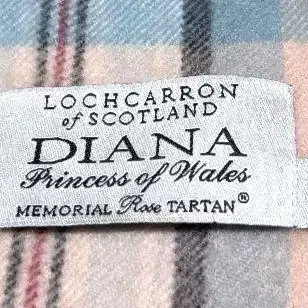 LOCHCARRON
of SCOTLAND
DIANA
Princess of Wales
MEMORIAL Rose TARTAN®